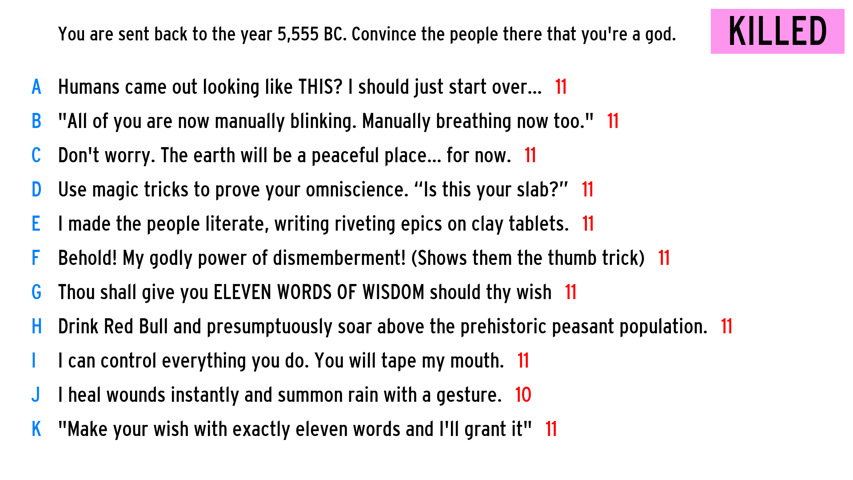 You are sent back to the year 5,555 BC. Convince the people there that you're a god.
KILLED
A Humans came out looking like THIS? I should just start over... 11
B "All of you are now manually blinking. Manually breathing now too." 11
C Don't worry. The earth will be a peaceful place... for now. 11
D Use magic tricks to prove your omniscience. “Is this your slab?” 11
E I made the people literate, writing riveting epics on clay tablets. 11
F Behold! My godly power of dismemberment! (Shows them the thumb trick) 11
G Thou shall give you ELEVEN WORDS OF WISDOM should thy wish 11
H Drink Red Bull and presumptuously soar above the prehistoric peasant population. 11
I I can control everything you do. You will tape my mouth. 11
J I heal wounds instantly and summon rain with a gesture. 10
K "Make your wish with exactly eleven words and I'll grant it" 11